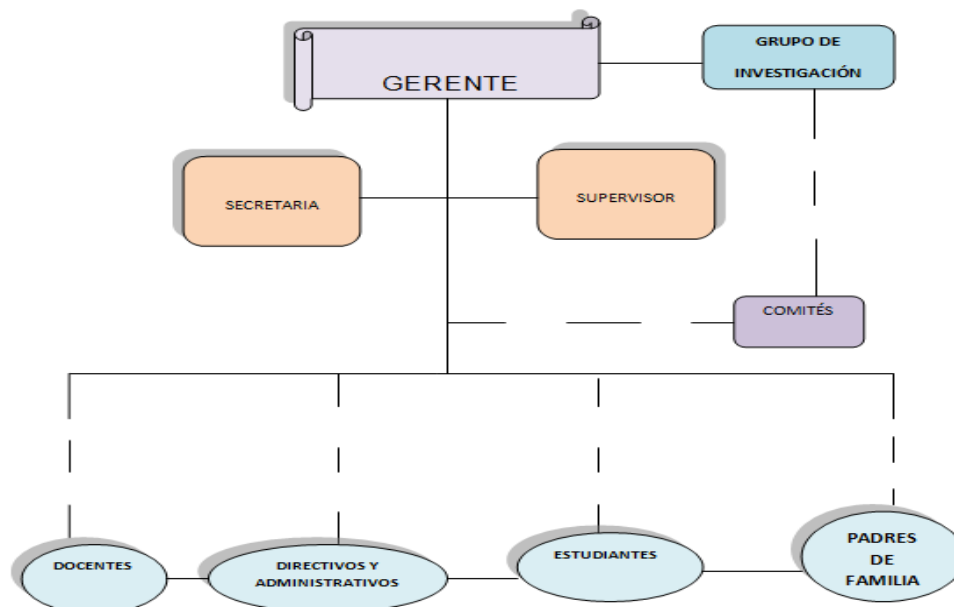 GRUPO DE
INVESTIGACIÓN
GERENTE
SECRETARIA
SUPERVISOR
COMITÉS
DOCENTES
DIRECTIVOS Y
ADMINISTRATIVOS
ESTUDIANTES
PADRES
DE
FAMILIA